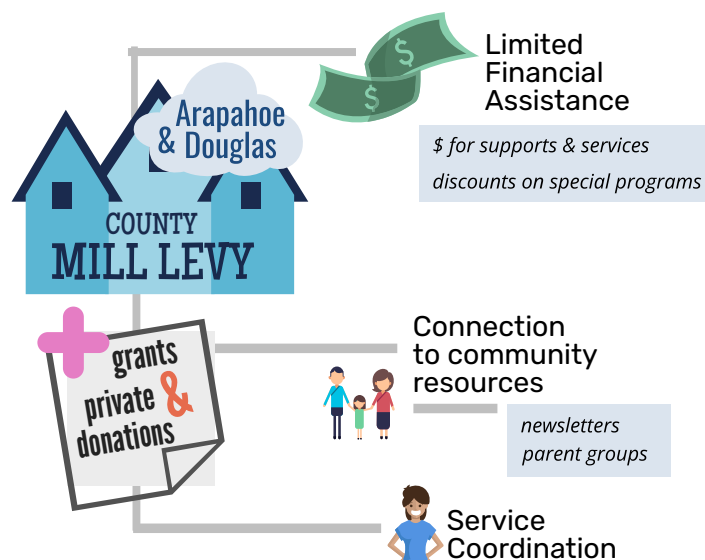 Limited
Financial
Assistance
$ for supports & services
discounts on special programs
Arapahoe
& Douglas
COUNTY
MILL LEVY
grants
private &
donations
Connection
to community
resources
newsletters
parent groups
Service
Coordination